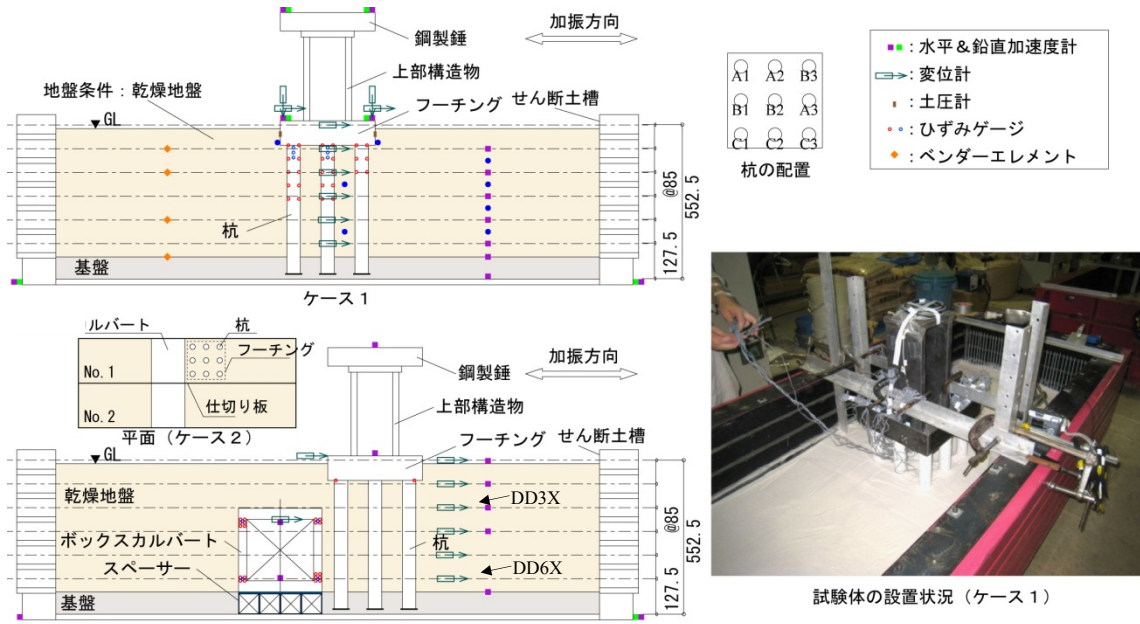 鋼製錘
加振方向
上部構造物
地盤条件：乾燥地盤
フーチング
せん断土槽
GL
杭
基盤
@85
552.5
127.5
ケース１
A1 A2 B3
B1 B2 A3
C1 C2 C3
杭の配置
：水平＆鉛直加速度計
：変位計
：土圧計
：ひずみゲージ
：ベンダーエレメント
ルバート
杭
フーチング
No.1
No.2
仕切り板
平面（ケース２）
鋼製錘
加振方向
上部構造物
フーチング
せん断土槽
GL
乾燥地盤
DD3X
ボックスカルバート
杭
スペーサー
DD6X
基盤
@85
552.5
127.5
試験体の設置状況（ケース１）